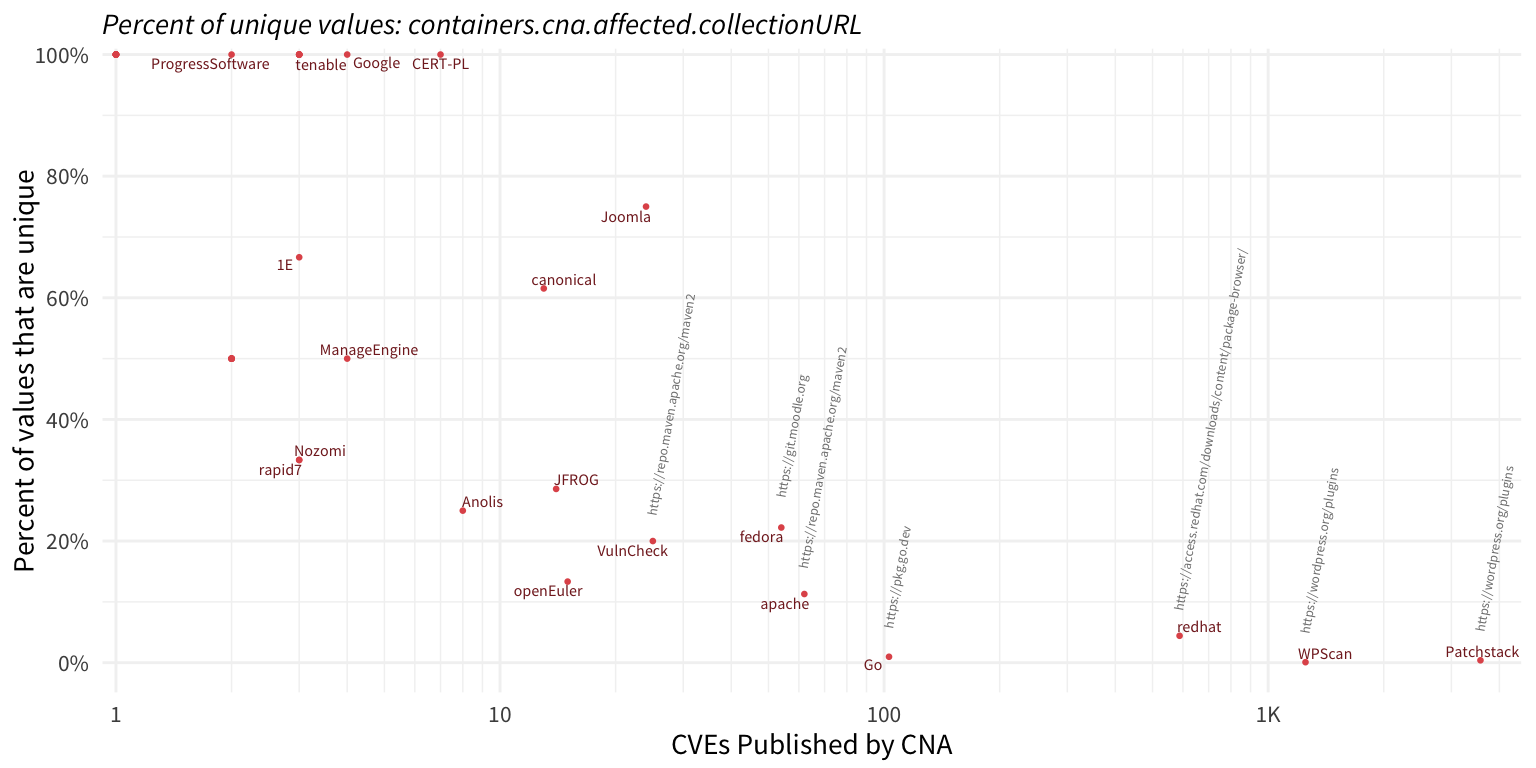 Percent of unique values: containers.cna.affected.collectionURL
Percent of values that are unique
100%
80%
60%
40%
20%
0%
ProgressSoftware
tenable
Google
CERT-PL
Joomla
1E
canonical
ManageEngine
Nozomi
rapid7
JFROG
Anolis
VulnCheck
openEuler
fedora
apache
Go
redhat
WPScan
Patchstack
https://repo.maven.apache.org/maven2
https://git.moodle.org
https://repo.maven.apache.org/maven2
https://pkg.go.dev
https://access.redhat.com/downloads/content/package-browser/
https://wordpress.org/plugins
https://wordpress.org/plugins
1
10
100
1K
CVEs Published by CNA